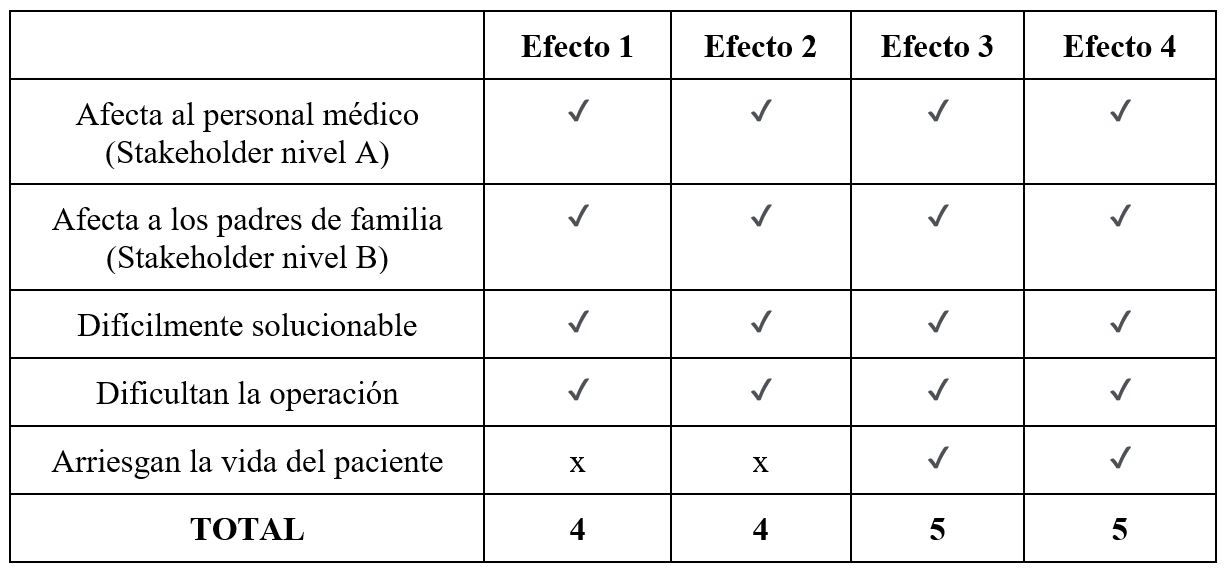 Efecto 1 Efecto 2 Efecto 3 Efecto 4
Afecta al personal médico
(Stakeholder nivel A) ✓ ✓ ✓ ✓
Afecta a los padres de familia
(Stakeholder nivel B) ✓ ✓ ✓ ✓
Difícilmente solucionable ✓ ✓ ✓ ✓
Dificultan la operación ✓ ✓ ✓ ✓
Arriesgan la vida del paciente x x ✓ ✓
TOTAL 4 4 5 5